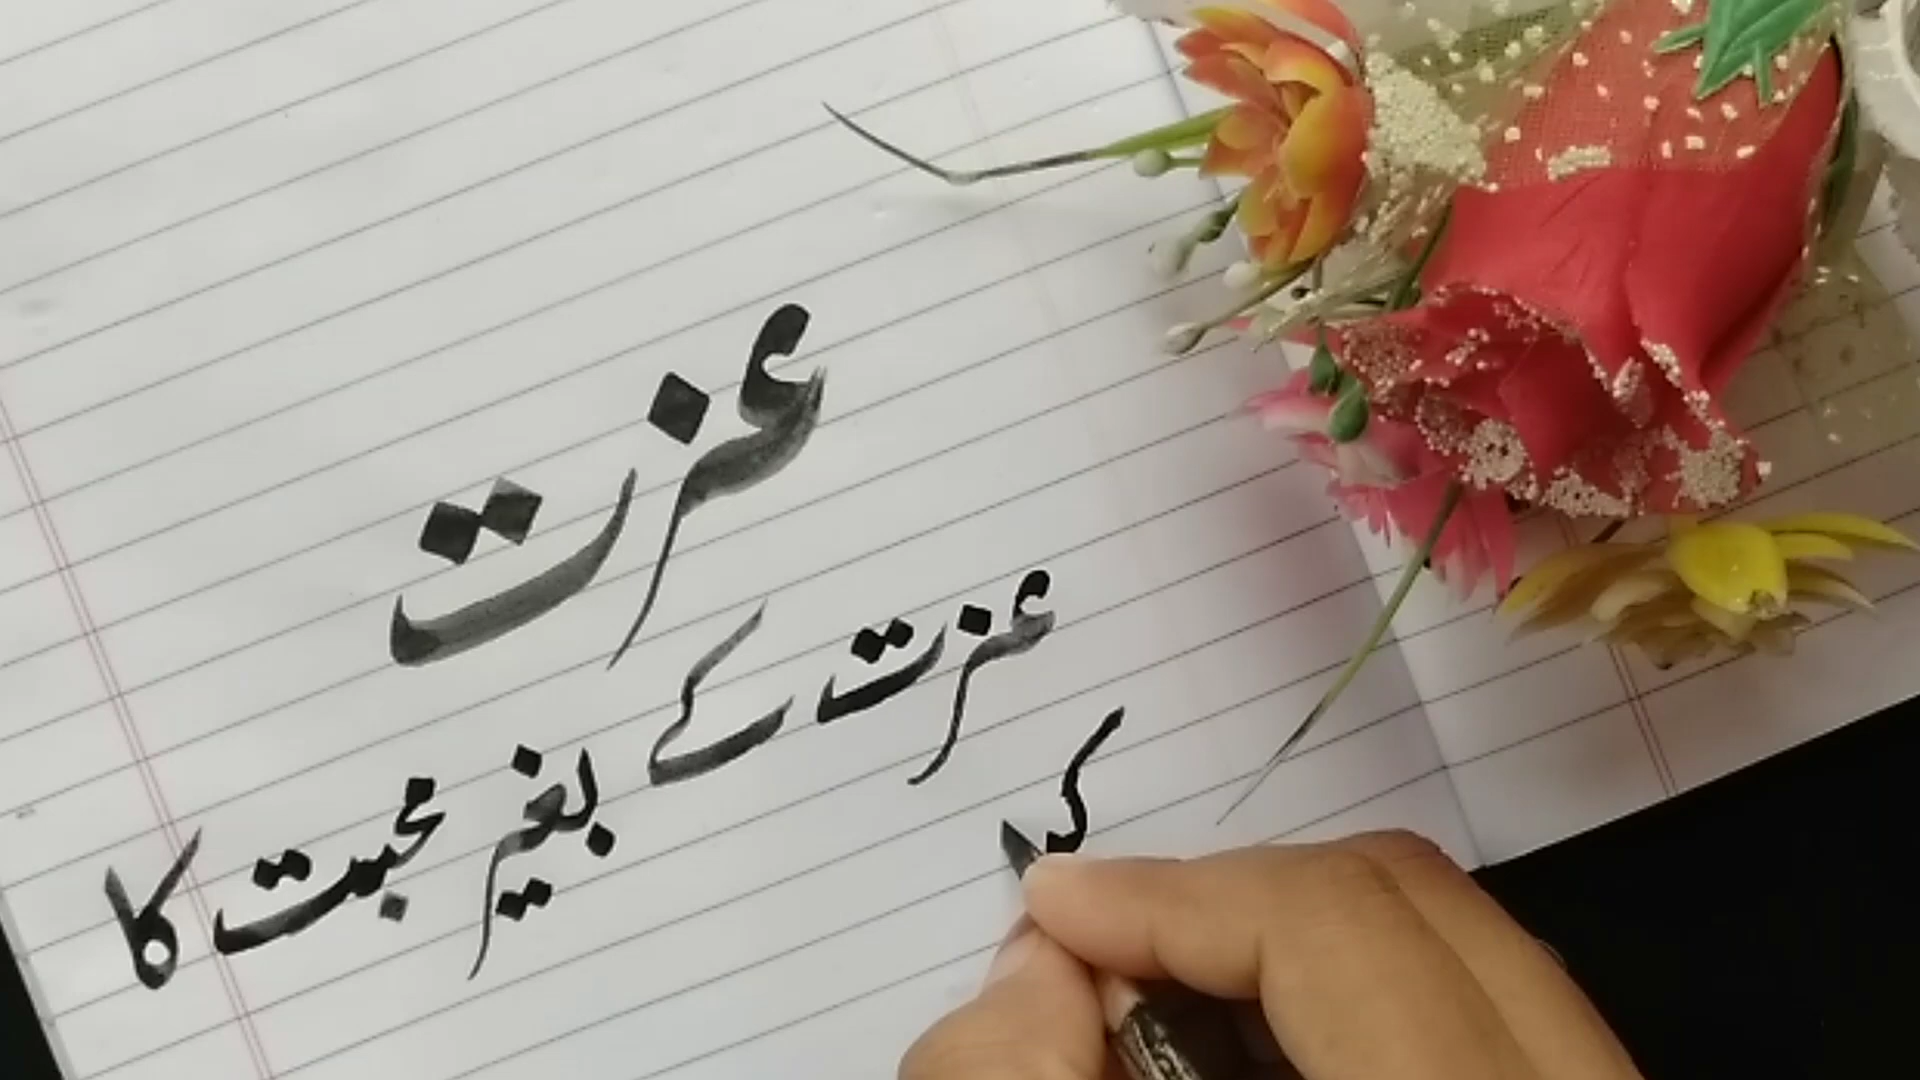 عزت
عزت کے بغیر محبت کا